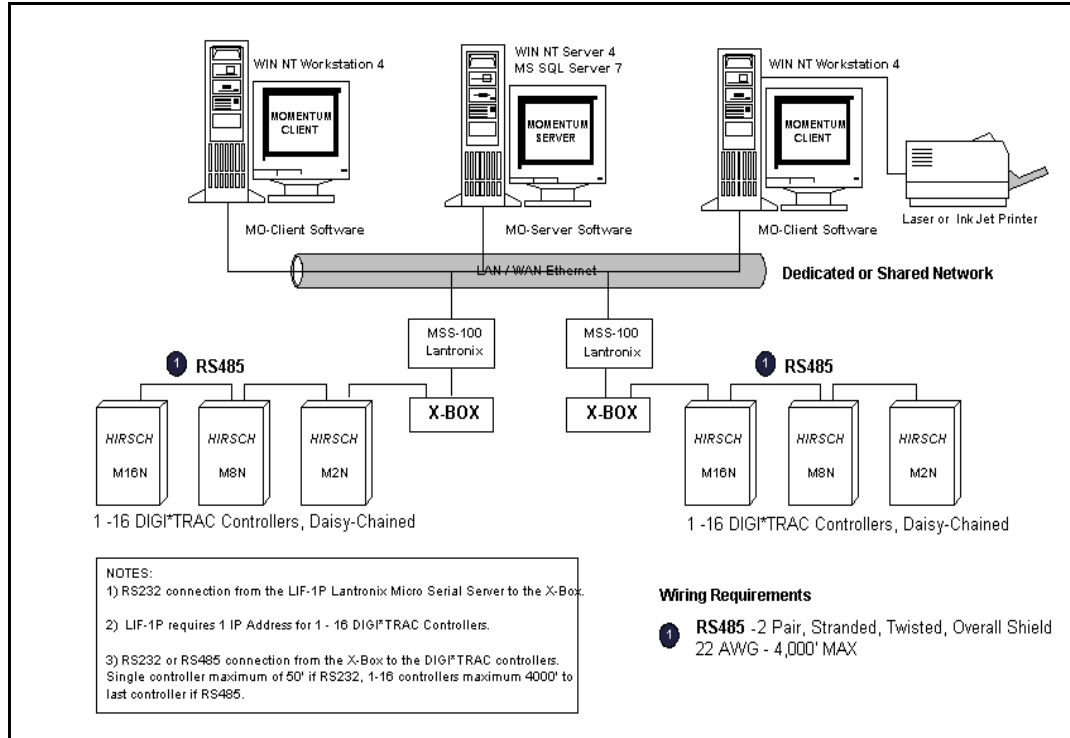 WIN NT Workstation 4
WIN NT Server 4
MS SQL Server 7
WIN NT Workstation 4
MOMENTUM
CLIENT
MOMENTUM
SERVER
MOMENTUM
CLIENT
Laser or Ink Jet Printer
MO-Client Software
MO-Server Software
MO-Client Software
LAN / WAN Ethernet
Dedicated or Shared Network
MSS-100
Lantronix
MSS-100
Lantronix
1 RS485
1 RS485
X-BOX
X-BOX
HIRSCH
M16N
HIRSCH
M8N
HIRSCH
M2N
HIRSCH
M16N
HIRSCH
M8N
HIRSCH
M2N
1 -16 DIGI*TRAC Controllers, Daisy-Chained
1 -16 DIGI*TRAC Controllers, Daisy-Chained
NOTES:
1) RS232 connection from the LIF-1P Lantronix Micro Serial Server to the X-Box.
2) LIF-1P requires 1 IP Address for 1 - 16 DIGI*TRAC Controllers.
3) RS232 or RS485 connection from the X-Box to the DIGI*TRAC controllers.
Single controller maximum of 50' if RS232, 1-16 controllers maximum 4000' to
last controller if RS485.
Wiring Requirements
1 RS485 -2 Pair, Stranded, Twisted, Overall Shield
22 AWG - 4,000' MAX